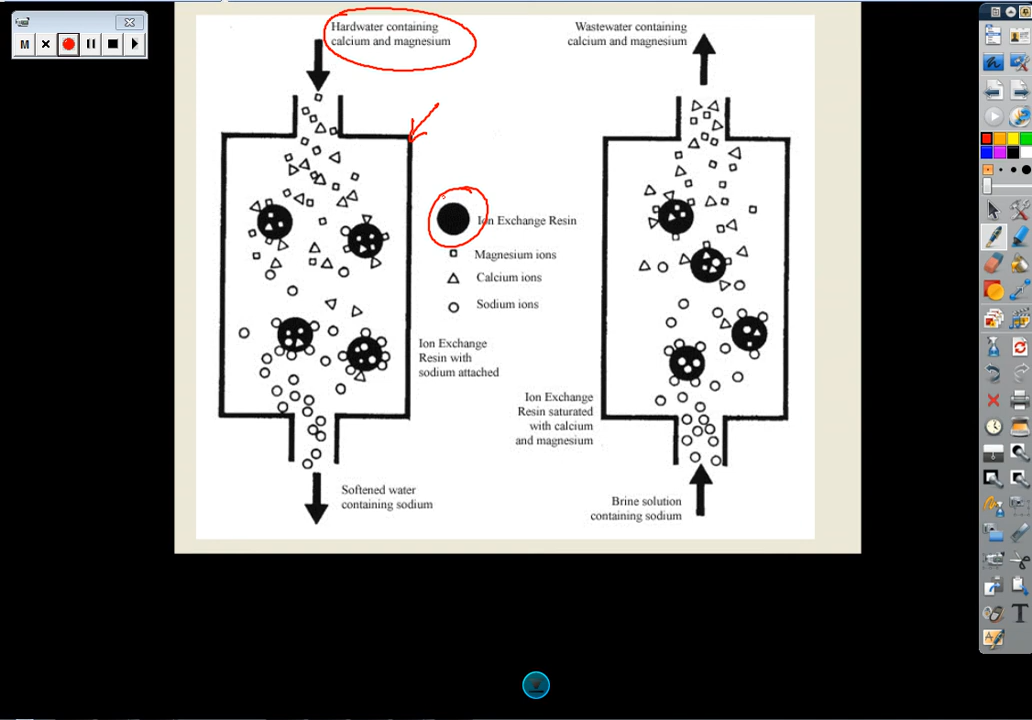 M
Hardwater containing
calcium and magnesium
Wastewater containing
calcium and magnesium
Ion Exchange Resin
Magnesium ions
Calcium ions
Sodium ions
Ion Exchange
Resin with
sodium attached
Ion Exchange
Resin saturated
with calcium
and magnesium
Softened water
containing sodium
Brine solution
containing sodium
T